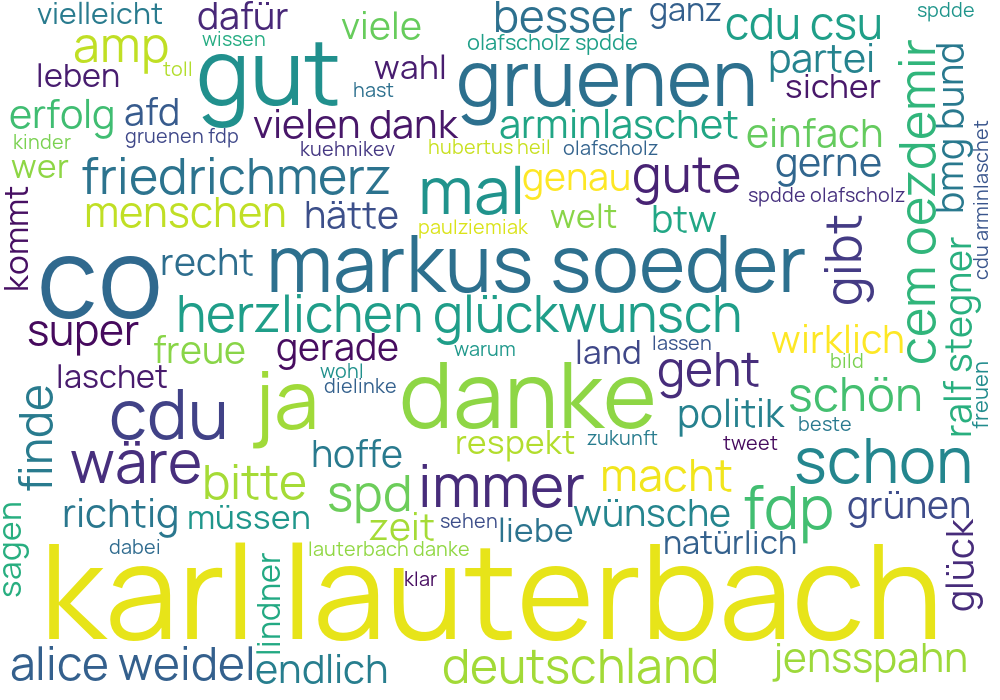 vielleicht
dafür
viele
besser
ganz
cdu csu
spdde
amp
wissen
gut
olafscholz spdde
partei
leben
toll
wahl
hast
gruenen
sicher
erfolg
afd
vielen dank
arminlaschet
einfach
cem oezdemir
bmg bund
cdu arminlaschet
kinder
gruenen fdp
kuehnikev
hubertus heil
olafscholz
wer
friedrichmerz
mal
genau
gute
gerne
spdde olafscholz
kommt
menschen
hätte
paulziemiak
welt
btw
gibt
co
recht
markus soeder
ralf stegner
super
herzlichen glückwunsch
freue
gerade
warum
land
lassen
wirklich
bild
laschet
wohl
dielinke
geht
freuen
finde
cdu
ja
danke
politik
schön
beste
wäre
hoffe
respekt
zukunft
tweet
schon
bitte
spd
immer
macht
fdp
grünen
sagen
richtig
müssen
zeit
sehen
liebe
wünsche
natürlich
glück
dabei
lindner
lauterbach danke
klar
karl lauterbach
alice weidel
endlich
deutschland
jensspahn